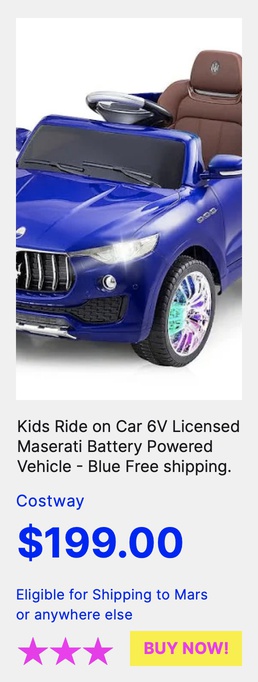 Kids Ride on Car 6V Licensed
Maserati Battery Powered
Vehicle - Blue Free shipping.
Costway
$199.00
Eligible for Shipping to Mars
or anywhere else
BUY NOW!